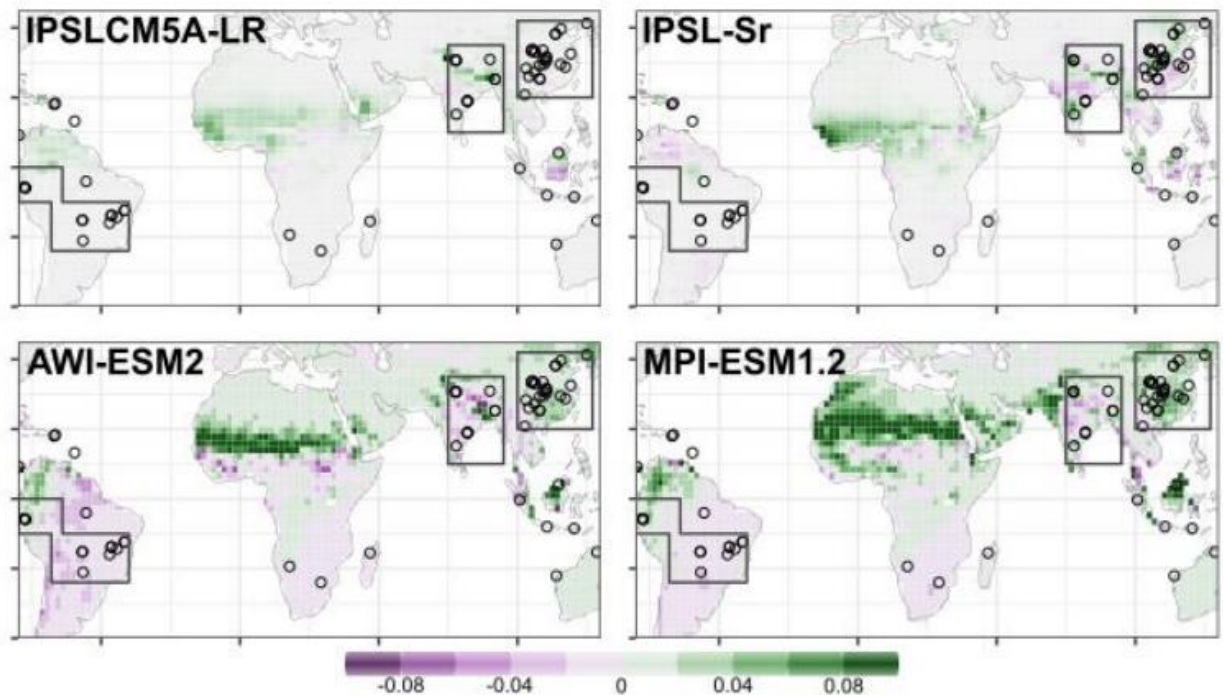 IPSLCM5A-LR
IPSL-Sr
AWI-ESM2
MPI-ESM1.2
-0.08 -0.04 0 0.04 0.08